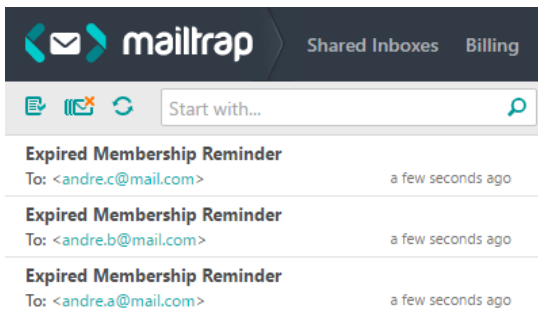 mailtrap Shared Inboxes Billing
Start with...
Expired Membership Reminder
To: <andre.c@mail.com> a few seconds ago
Expired Membership Reminder
To: <andre.b@mail.com> a few seconds ago
Expired Membership Reminder
To: <andre.a@mail.com> a few seconds ago